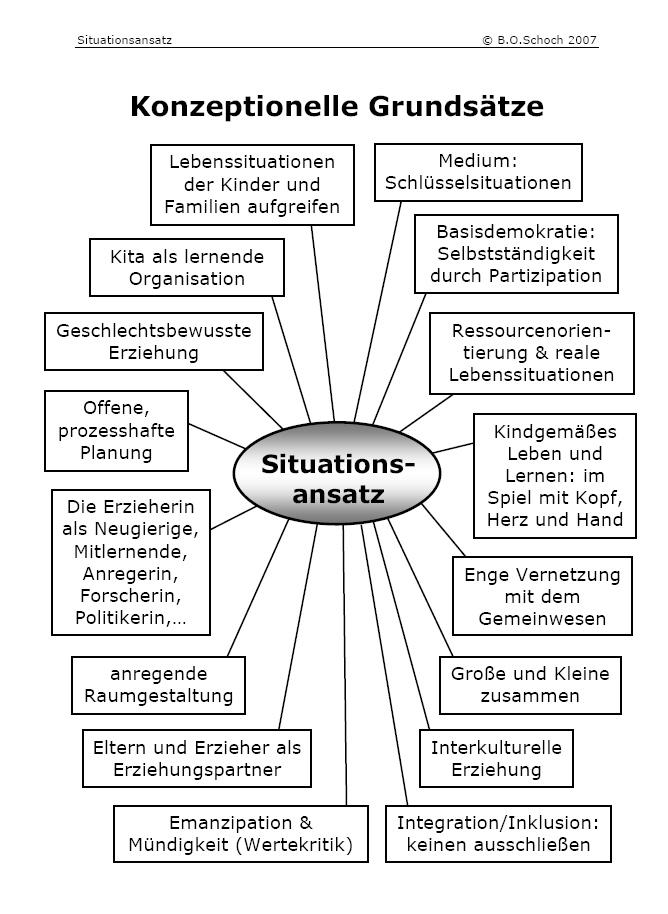 Situationsansatz
© B.O.Schoch 2007
Konzeptionelle Grundsätze
Lebenssituationen
der Kinder und
Familien aufgreifen
Medium:
Schlüsselsituationen
Basisdemokratie:
Selbstständigkeit
durch Partizipation
Kita als lernende
Organisation
Geschlechtsbewusste
Erziehung
Ressourcenorien-
tierung & reale
Lebenssituationen
Offene,
prozesshafte
Planung
Kindgemäßes
Leben und
Lernen: im
Spiel mit Kopf,
Herz und Hand
Situations-
ansatz
Die Erzieherin
als Neugierige,
Mitlernende,
Anregerin,
Forscherin,
Politikerin,...
Enge Vernetzung
mit dem
Gemeinwesen
anregende
Raumgestaltung
Große und Kleine
zusammen
Eltern und Erzieher als
Erziehungspartner
Interkulturelle
Erziehung
Emanzipation &
Mündigkeit (Wertekritik)
Integration/Inklusion:
keinen ausschließen